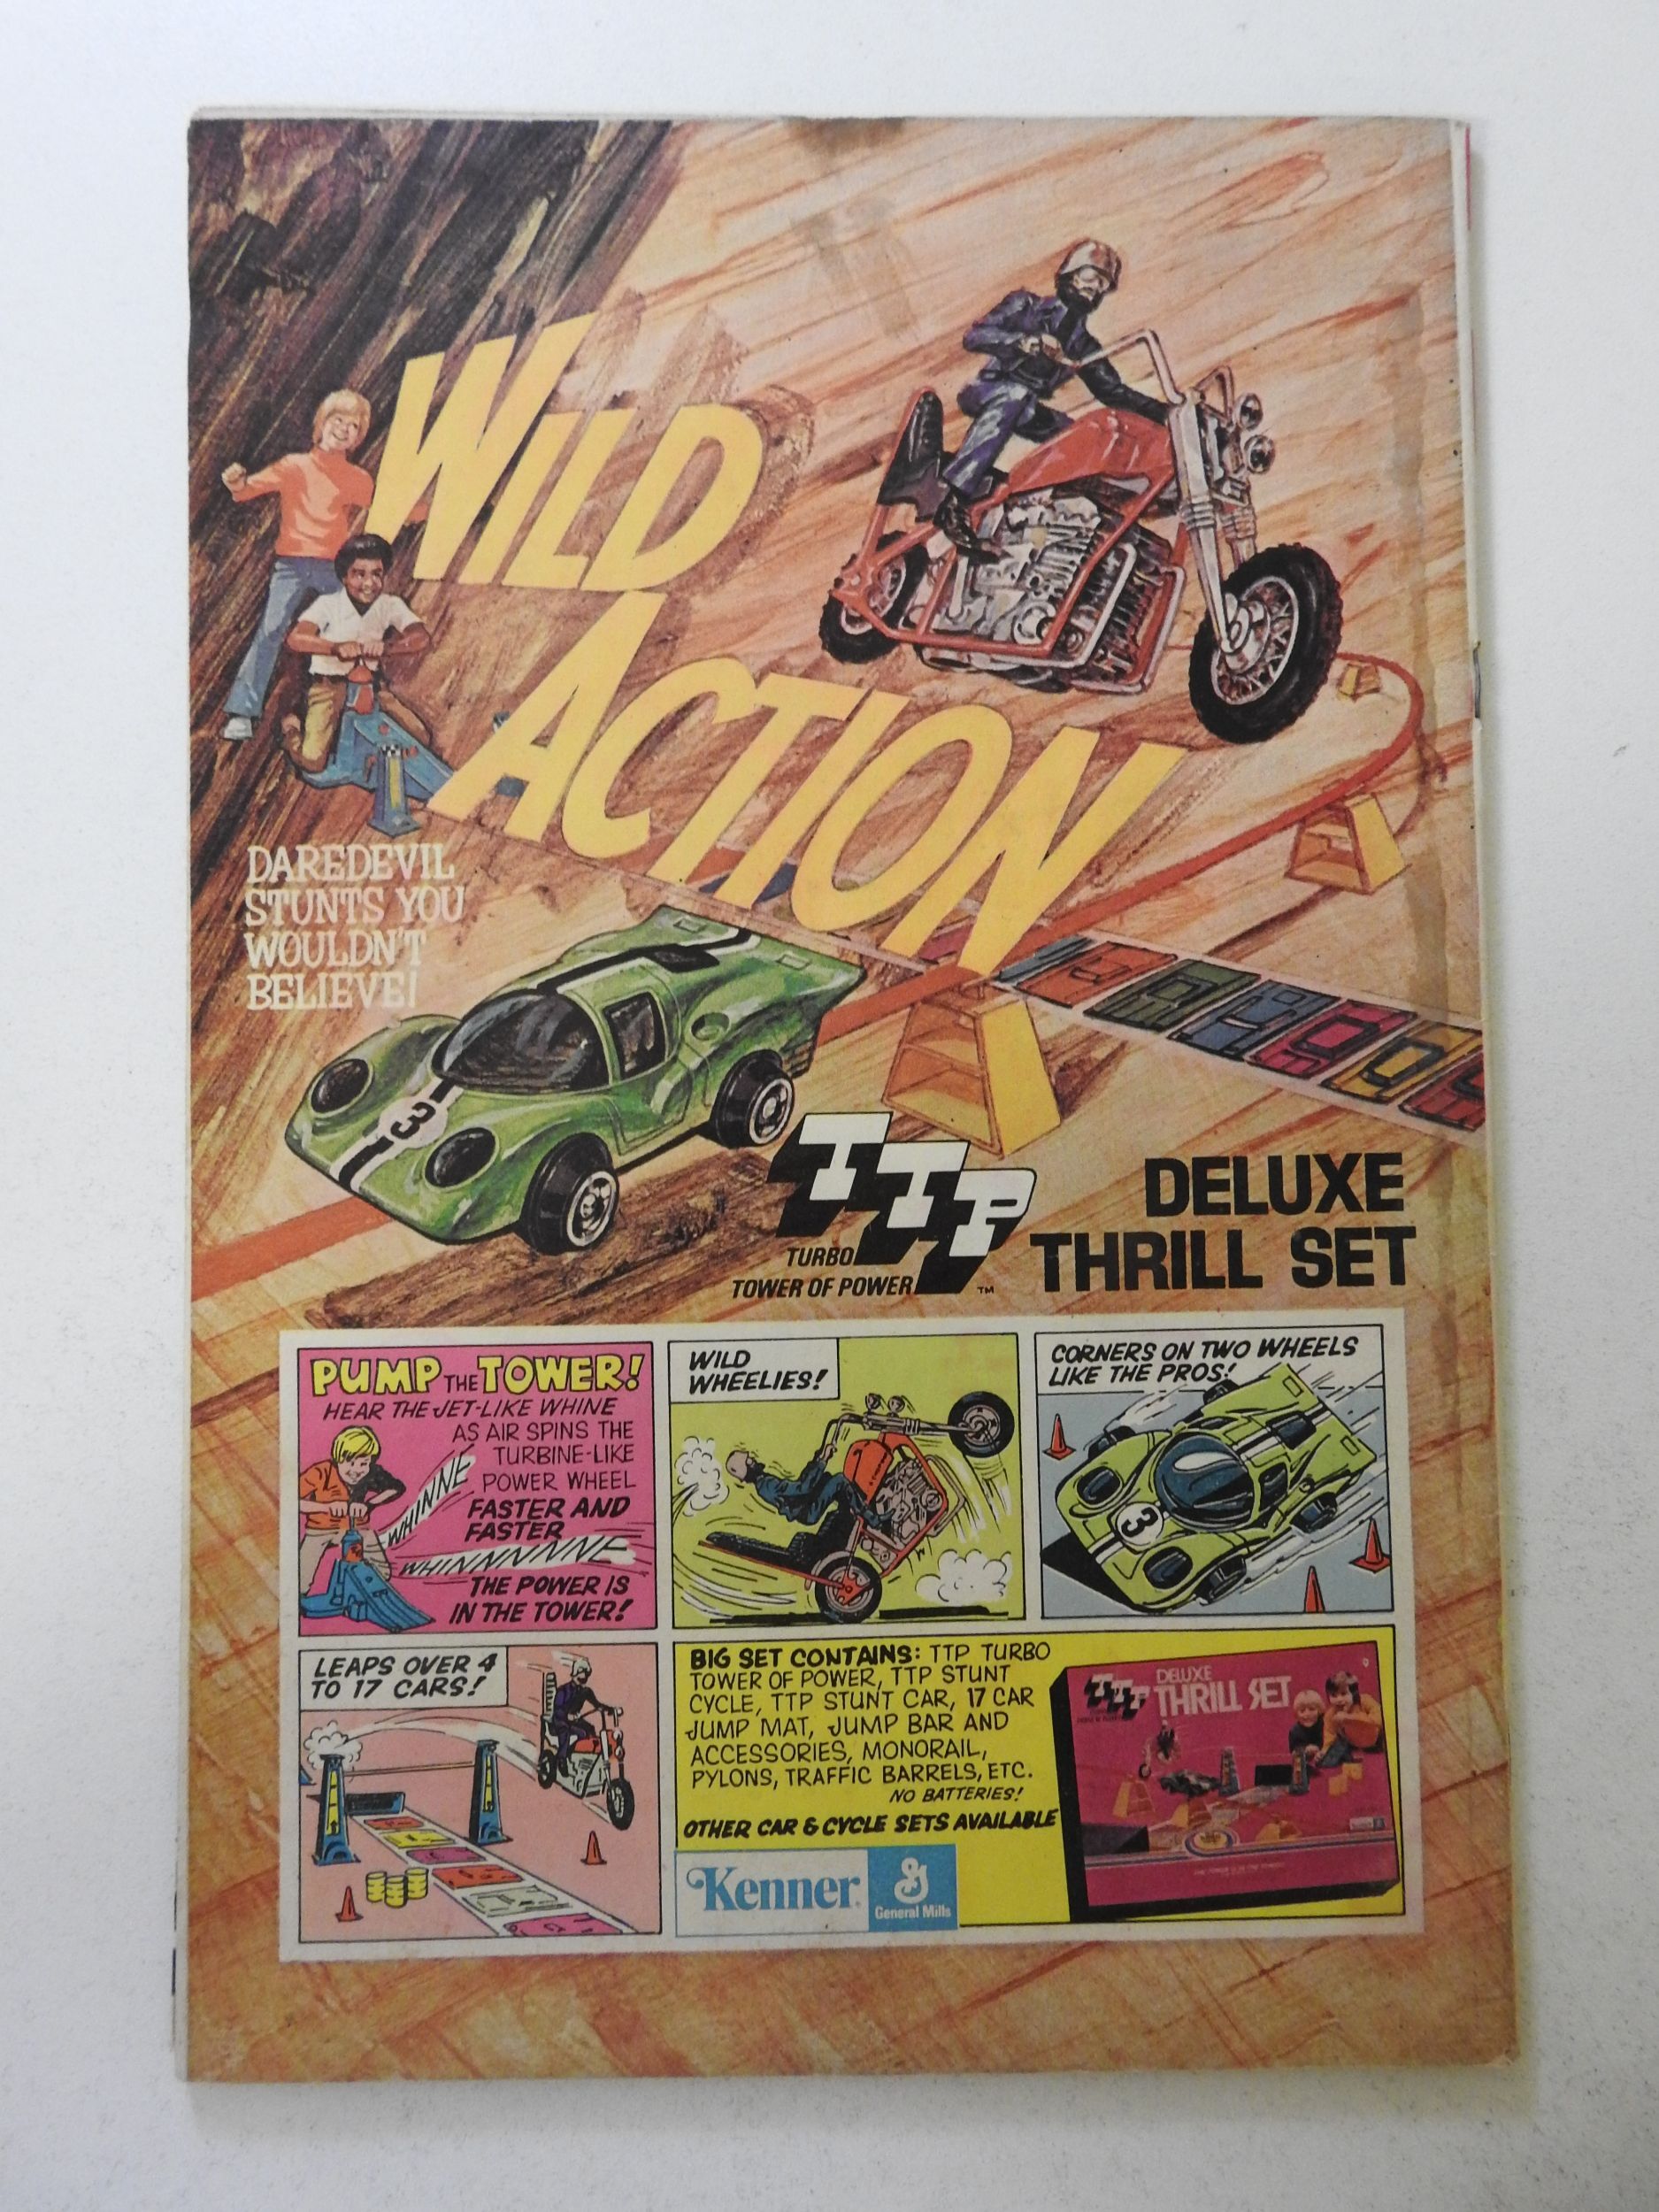 WILD
ACTION
DAREDEVIL
STUNTS YOU
WOULDN'T
BELIEVE!
3
TTP
TURBO
TOWER OF POWER™
DELUXE
THRILL SET
PUMP THE TOWER!
HEAR THE JET-LIKE WHINE
AS AIR SPINS THE
TURBINE-LIKE
POWER WHEEL
FASTER AND
FASTER
WHINNE
WHINNNNNNE
THE POWER IS
IN THE TOWER!
WILD
WHEELIES!
CORNERS ON TWO WHEELS
LIKE THE PROS!
3
LEAPS OVER 4
TO 17 CARS!
BIG SET CONTAINS: TTP TURBO
TOWER OF POWER, TTP STUNT
CYCLE, TTP STUNT CAR, 17 CAR
JUMP MAT, JUMP BAR AND
ACCESSORIES, MONORAIL,
PYLONS, TRAFFIC BARRELS, ETC.
NO BATTERIES!
OTHER CAR & CYCLE SETS AVAILABLE
Kenner
General Mills
TTP
DELUXE
THRILL SET